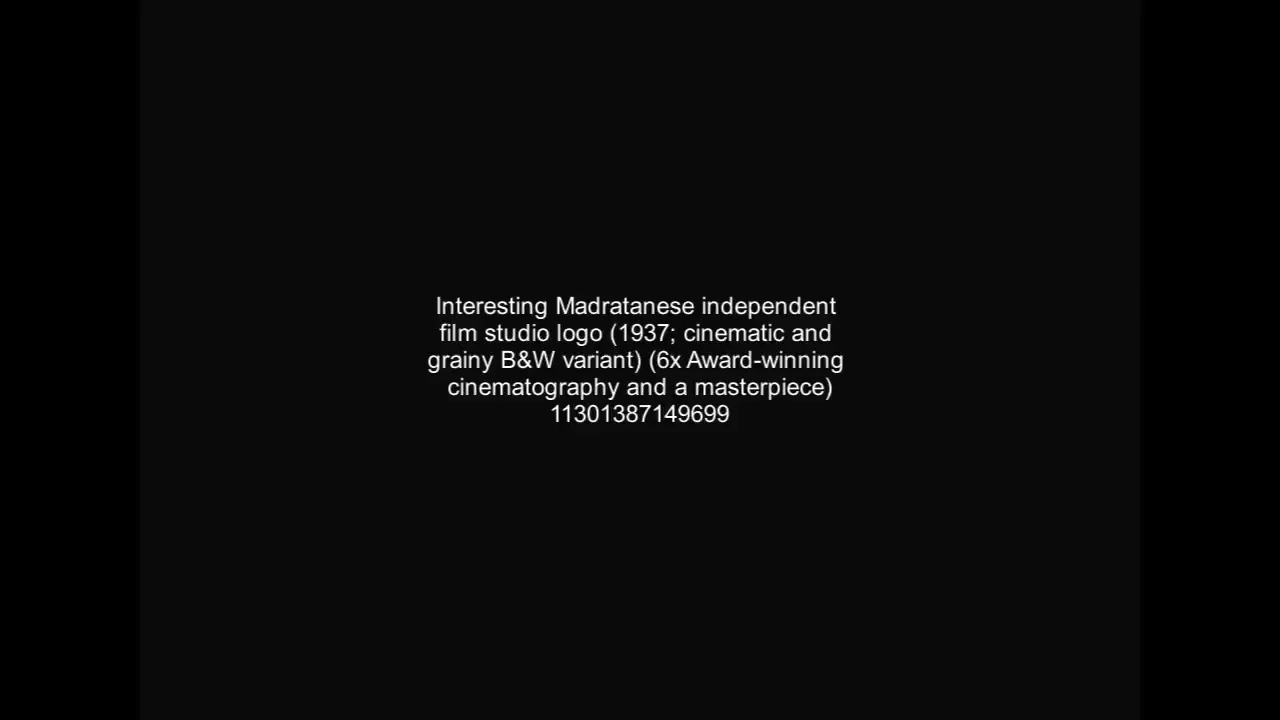 Interesting Madratanese independent
film studio logo (1937; cinematic and
grainy B&W variant) (6x Award-winning
cinematography and a masterpiece)
11301387149699